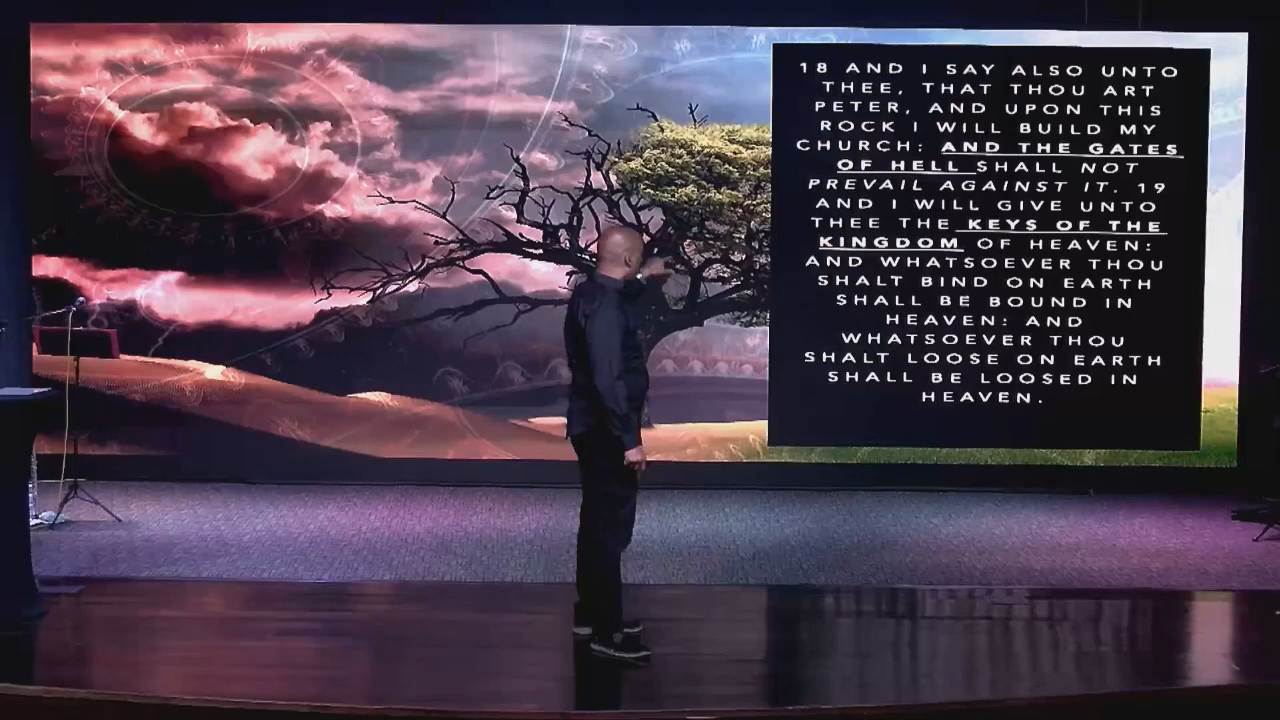 18 AND I SAY ALSO UNTO
THEE, THAT THOU ART
PETER, AND UPON THIS
ROCK I WILL BUILD MY
CHURCH: AND THE GATES
OF HELL SHALL NOT
PREVAIL AGAINST IT. 19
AND I WILL GIVE UNTO
THEE THE KEYS OF THE
KINGDOM OF HEAVEN:
AND WHATSOEVER THOU
SHALT BIND ON EARTH
SHALL BE BOUND IN
HEAVEN: AND
WHATSOEVER THOU
SHALT LOOSE ON EARTH
SHALL BE LOOSED IN
HEAVEN.